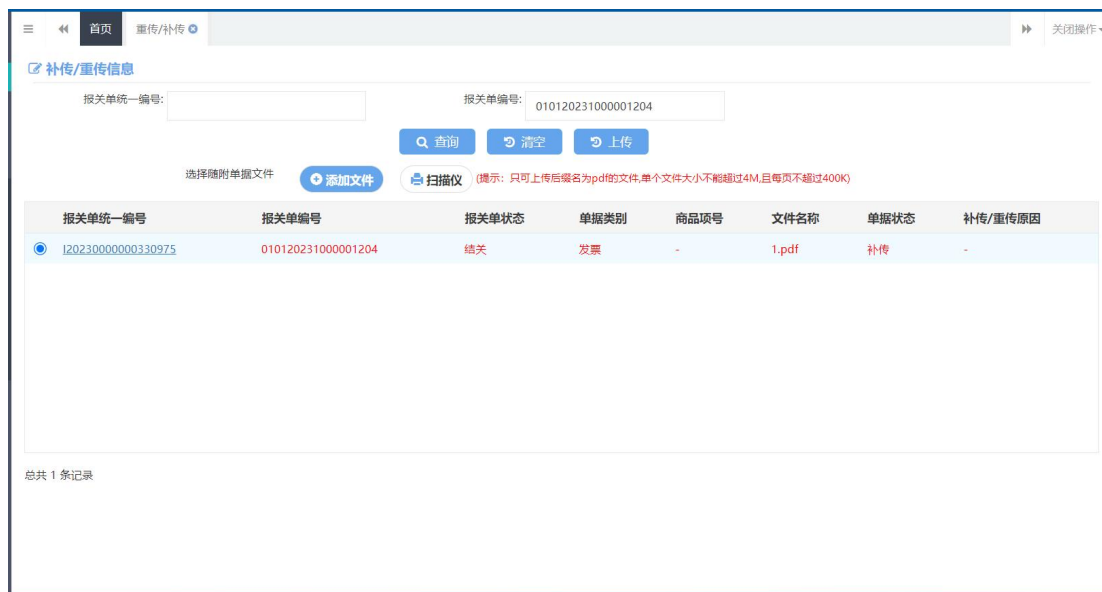 首页 重传/补传 关闭操作
补传/重传信息
报关单统一编号: 报关单编号: 010120231000001204
查询 清空 上传
选择随附单据文件 添加文件 扫描仪 (提示：只可上传后缀名为pdf的文件,单个文件大小不能超过4M,且每页不超过400K)
报关单统一编号 报关单编号 报关单状态 单据类别 商品项号 文件名称 单据状态 补传/重传原因
I20230000000330975 010120231000001204 结关 发票 - 1.pdf 补传 -
总共 1 条记录